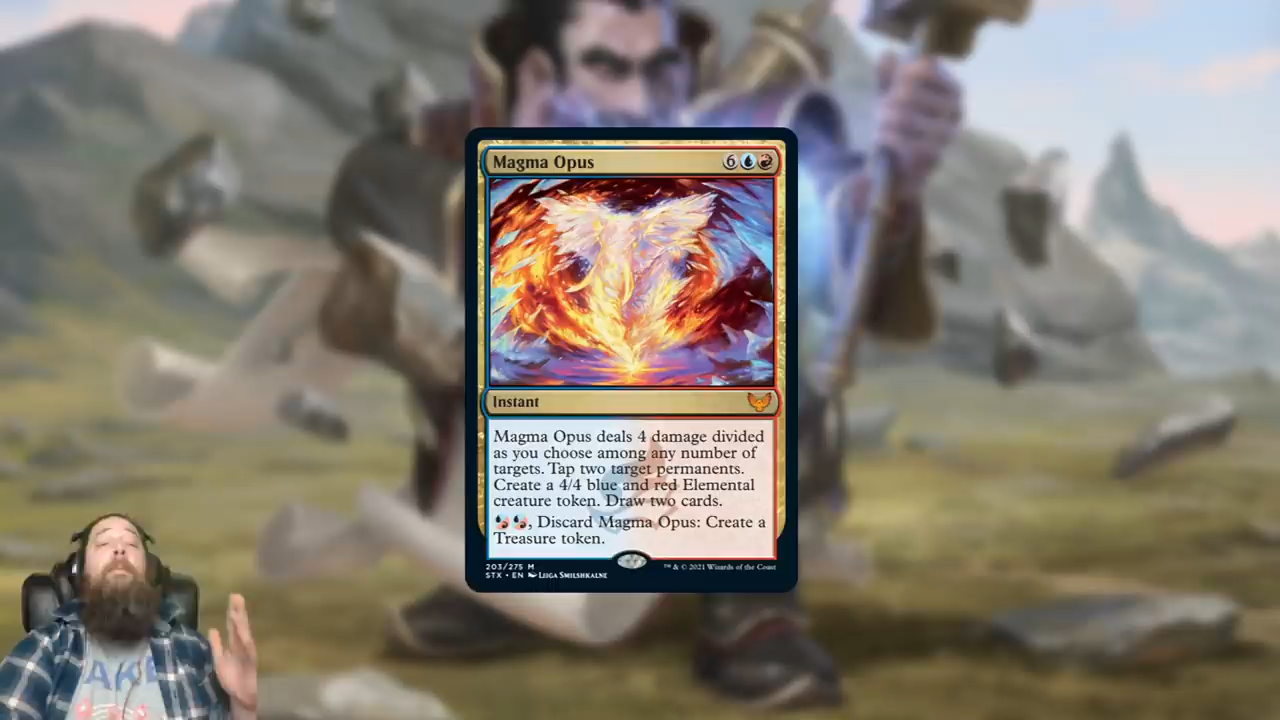 Magma Opus 6
Instant
Magma Opus deals 4 damage divided
as you choose among any number of
targets. Tap two target permanents.
Create a 4/4 blue and red Elemental
creature token. Draw two cards.
, Discard Magma Opus: Create a
Treasure token.
203/275 M
STX • EN Liiga Smilshkalne
™ & © 2021 Wizards of the Coast
AKE